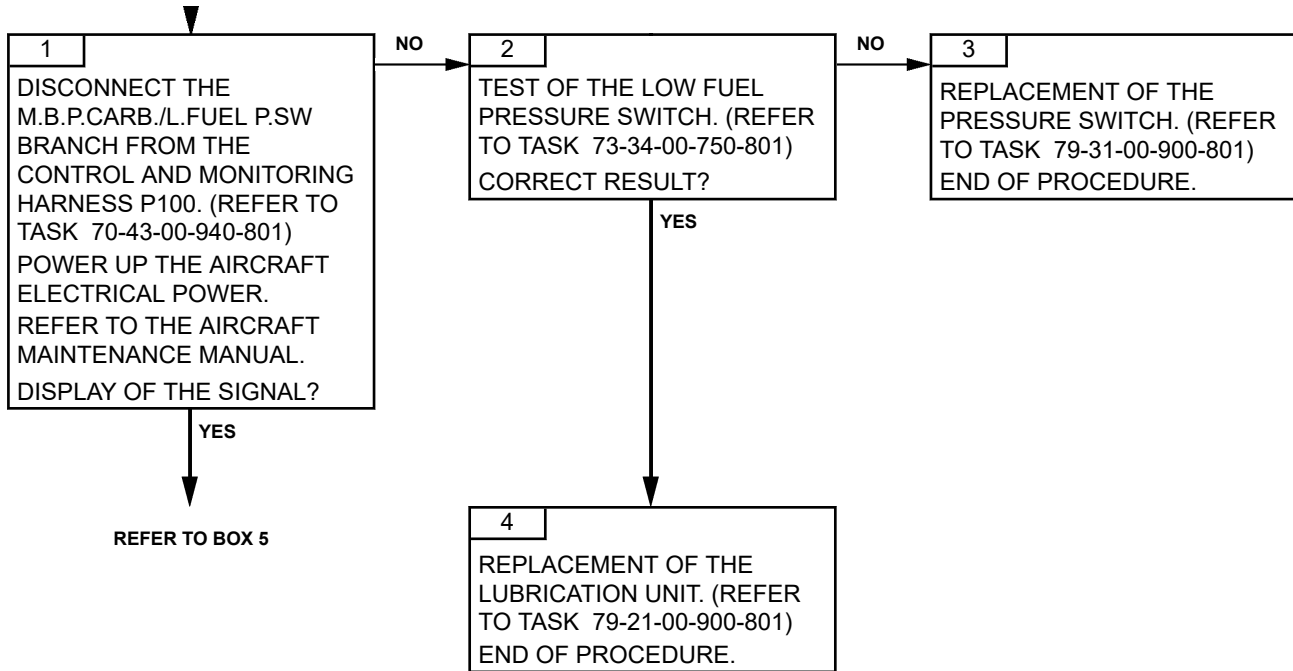 1
DISCONNECT THE
M.B.P.CARB./L.FUEL P.SW
BRANCH FROM THE
CONTROL AND MONITORING
HARNESS P100. (REFER TO
TASK 70-43-00-940-801)
POWER UP THE AIRCRAFT
ELECTRICAL POWER.
REFER TO THE AIRCRAFT
MAINTENANCE MANUAL.
DISPLAY OF THE SIGNAL?
YES
REFER TO BOX 5
NO
2
TEST OF THE LOW FUEL
PRESSURE SWITCH. (REFER
TO TASK 73-34-00-750-801)
CORRECT RESULT?
NO
3
REPLACEMENT OF THE
PRESSURE SWITCH. (REFER
TO TASK 79-31-00-900-801)
END OF PROCEDURE.
YES
4
REPLACEMENT OF THE
LUBRICATION UNIT. (REFER
TO TASK 79-21-00-900-801)
END OF PROCEDURE.